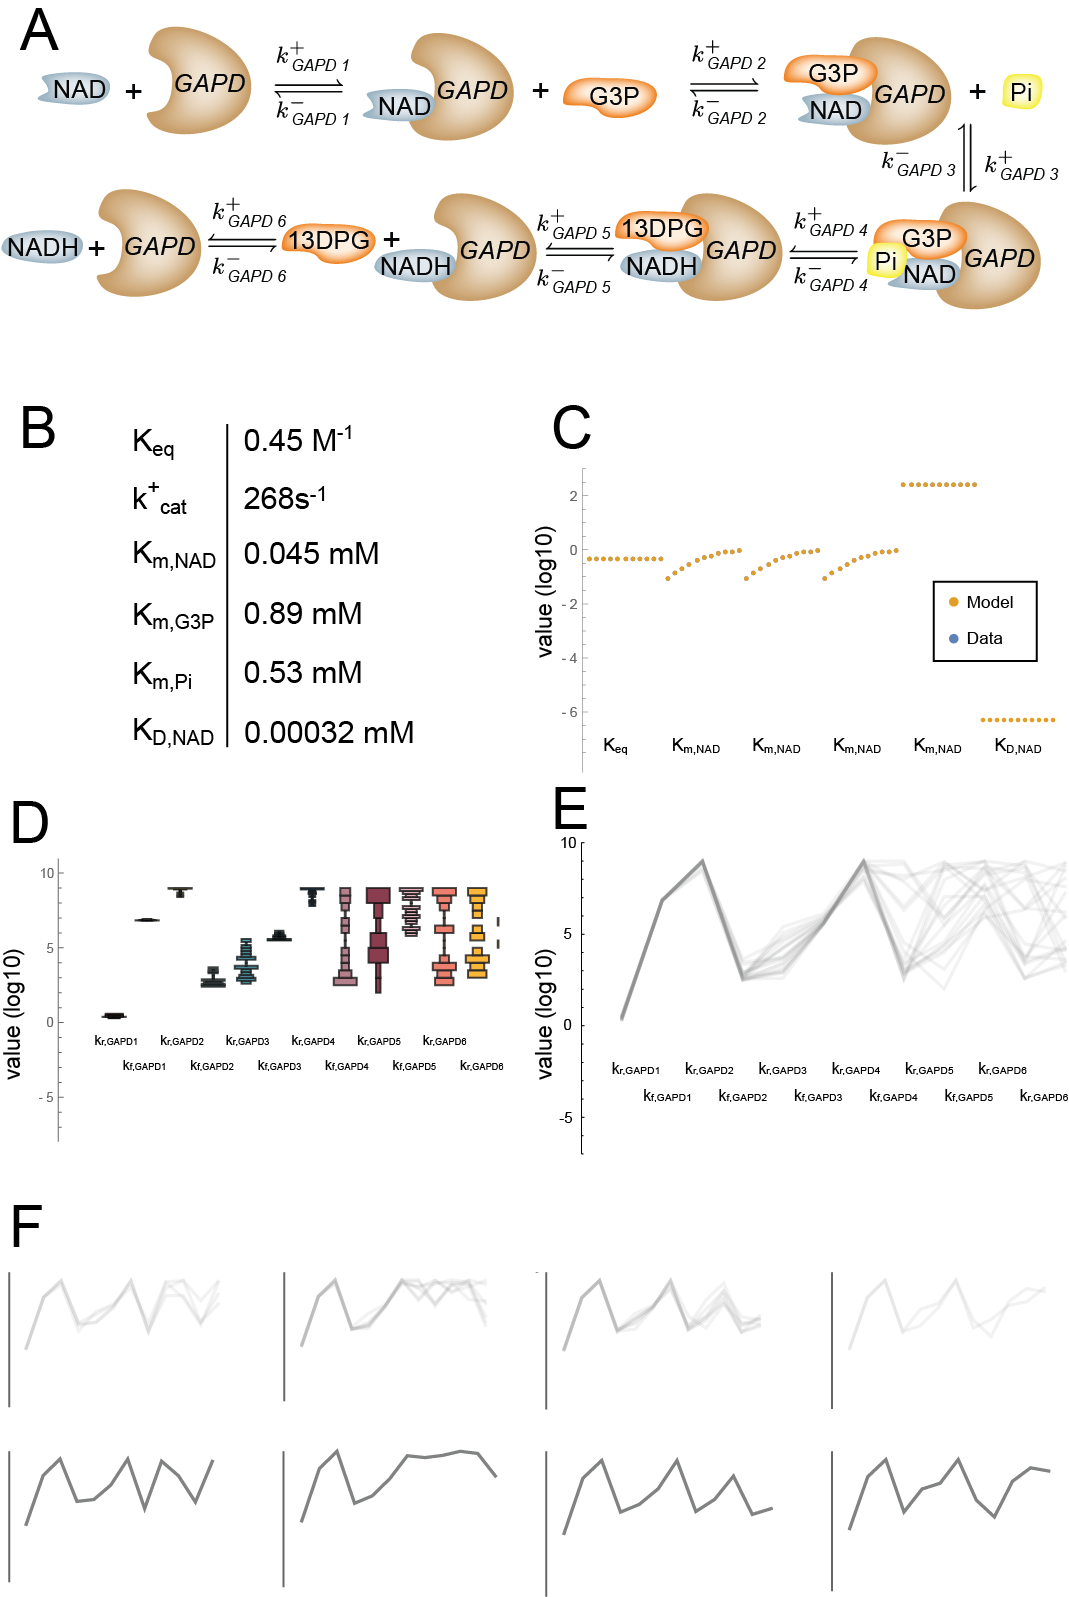 A
NAD + GAPD k+GAPD 1 k-GAPD 1 NAD GAPD + G3P k+GAPD 2 k-GAPD 2 G3P NAD GAPD + Pi
k-GAPD 3 k+GAPD 3
NADH + GAPD k+GAPD 6 k-GAPD 6 13DPG + NADH GAPD k+GAPD 5 k-GAPD 5 13DPG NADH GAPD k+GAPD 4 k-GAPD 4 G3P Pi NAD GAPD
B
Keq 0.45 M-1
k+cat 268s-1
Km,NAD 0.045 mM
Km,G3P 0.89 mM
Km,Pi 0.53 mM
KD,NAD 0.00032 mM
C
value (log10)
2
0
-2
-4
-6
Model
Data
Keq Km,NAD Km,NAD Km,NAD Km,NAD KD,NAD
D
value (log10)
10
5
0
-5
kr,GAPD1 kr,GAPD2 kr,GAPD3 kr,GAPD4 kr,GAPD5 kr,GAPD6
kf,GAPD1 kf,GAPD2 kf,GAPD3 kf,GAPD4 kf,GAPD5 kr,GAPD6
E
value (log10)
10
5
0
-5
kr,GAPD1 kr,GAPD2 kr,GAPD3 kr,GAPD4 kr,GAPD5 kr,GAPD6
kf,GAPD1 kf,GAPD2 kf,GAPD3 kf,GAPD4 kf,GAPD5 kr,GAPD6
F